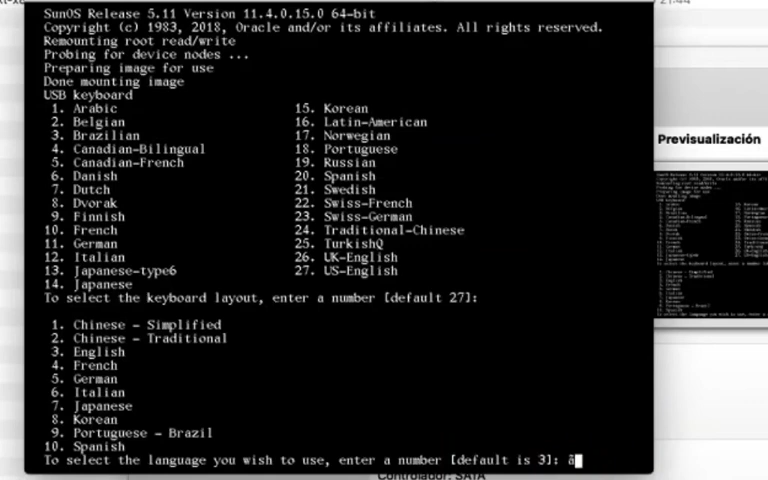 SunOS Release 5.11 Version 11.4.0.15.0 64-bit
Copyright (c) 1983, 2018, Oracle and/or its affiliates. All rights reserved.
Remounting root read/write
Probing for device nodes ...
Preparing image for use
Done mounting image
USB keyboard
1. Arabic 15. Korean
2. Belgian 16. Latin-American
3. Brazilian 17. Norwegian
4. Canadian-Bilingual 18. Portuguese
5. Canadian-French 19. Russian
6. Danish 20. Spanish
7. Dutch 21. Swedish
8. Dvorak 22. Swiss-French
9. Finnish 23. Swiss-German
10. French 24. Traditional-Chinese
11. German 25. TurkishQ
12. Italian 26. UK-English
13. Japanese-type6 27. US-English
14. Japanese
To select the keyboard layout, enter a number [default 27]:
1. Chinese - Simplified
2. Chinese - Traditional
3. English
4. French
5. German
6. Italian
7. Japanese
8. Korean
9. Portuguese - Brazil
10. Spanish
To select the language you wish to use, enter a number [default is 3]:
Previsualización
Controlador: SATA